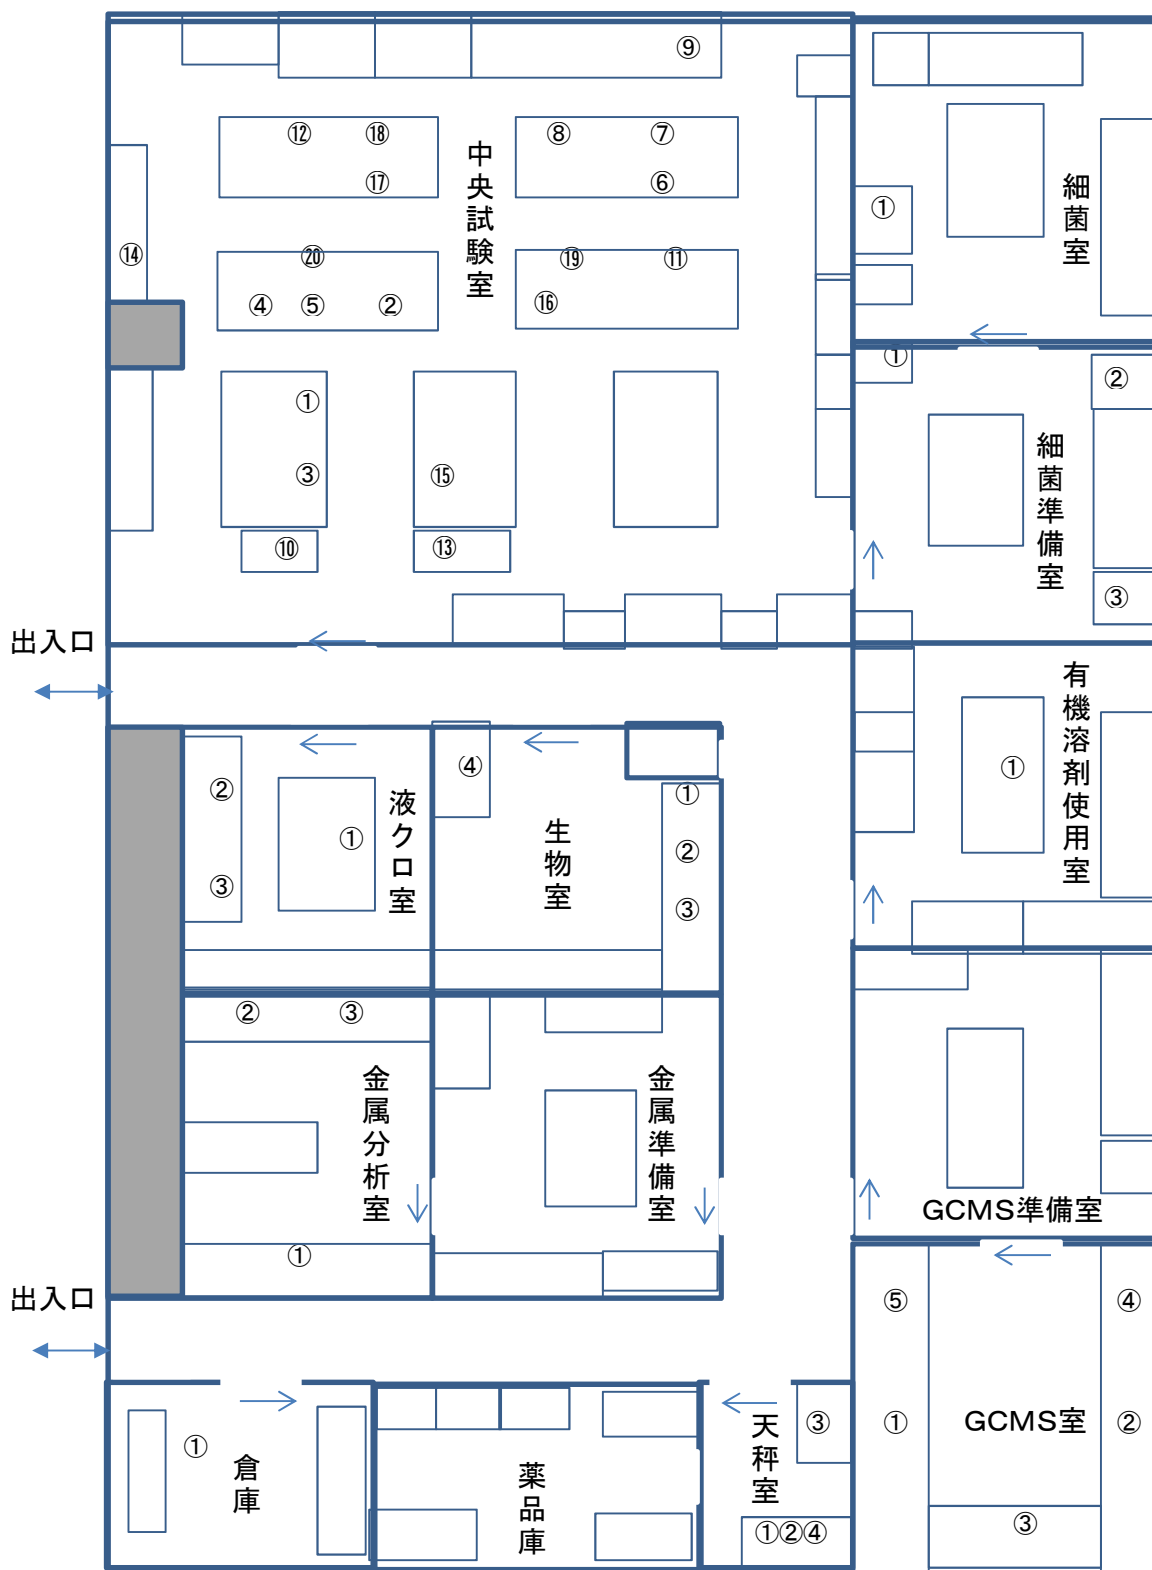 ⑨
⑫ ⑱ ⑧ ⑦
⑰ ⑥
中央試験室
⑭
⑳ ⑲ ⑪
④ ⑤ ② ⑯
①
③ ⑮
⑩ ⑬
①
細菌室
① ②
細菌準備室
③
出入口
有機溶剤使用室
①
② ①
③
液クロ室
④ ①
②
③
生物室
② ③
金属分析室
①
金属準備室
GCMS準備室
出入口
⑤ ④
① GCMS室 ②
③
①
倉庫
薬品庫
天秤室
③
①②④